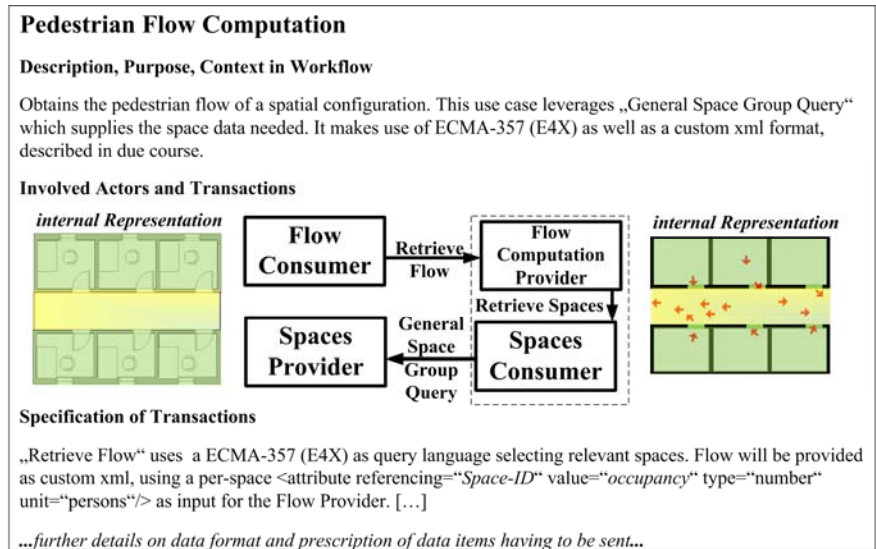 Pedestrian Flow Computation
Description, Purpose, Context in Workflow
Obtains the pedestrian flow of a spatial configuration. This use case leverages „General Space Group Query“
which supplies the space data needed. It makes use of ECMA-357 (E4X) as well as a custom xml format,
described in due course.
Involved Actors and Transactions
internal Representation
Flow
Consumer
Retrieve
Flow
Flow
Computation
Provider
internal Representation
Retrieve Spaces
Spaces
Provider
General
Space
Group
Query
Spaces
Consumer
Specification of Transactions
„Retrieve Flow“ uses a ECMA-357 (E4X) as query language selecting relevant spaces. Flow will be provided
as custom xml, using a per-space <attribute referencing=“Space-ID“ value=“occupancy“ type=“number“
unit=“persons“/> as input for the Flow Provider. […]
...further details on data format and prescription of data items having to be sent...